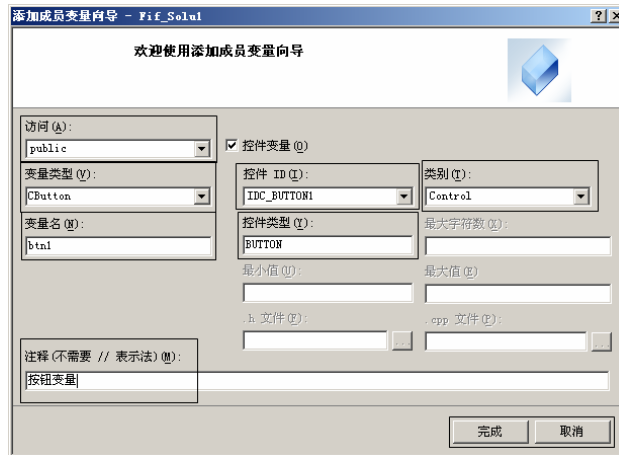 添加成员变量向导 - Fif_Solu1
欢迎使用添加成员变量向导
访问(A):
public
控件变量(O)
变量类型(V):
CButton
控件 ID(I):
IDC_BUTTON1
类别(T):
Control
变量名(N):
btn1
控件类型(Y):
BUTTON
最大字符数(X):
最小值(U):
最大值(E)
.h 文件(F):
...
.cpp 文件(P):
...
注释(不需要 // 表示法)(M):
按钮变量
完成
取消